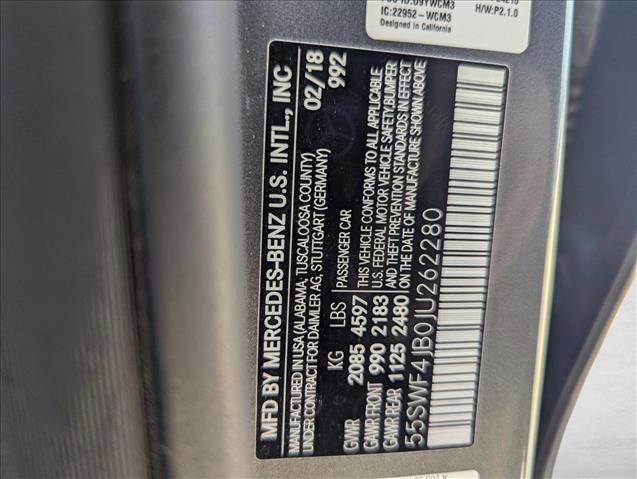 IC:22952-WCM3
H/W:P2.1.0
Designed in California
MFD BY MERCEDES-BENZ U.S. INTL., INC
MANUFACTURED IN USA (ALABAMA; TUSCALOOSA COUNTY) 02/18
UNDER CONTRACT FOR DAIMLER AG, STUTTGART (GERMANY) 992
KG LBS PASSENGER CAR
GVWR 2085 4597 THIS VEHICLE CONFORMS TO ALL APPLICABLE
GAWR FRONT 990 2183 U.S. FEDERAL MOTOR VEHICLE SAFETY, BUMPER
GAWR REAR 1125 2480 AND THEFT PREVENTION STANDARDS IN EFFECT
ON THE DATE OF MANUFACTURE SHOWN ABOVE
55SWF4JB0JU262280